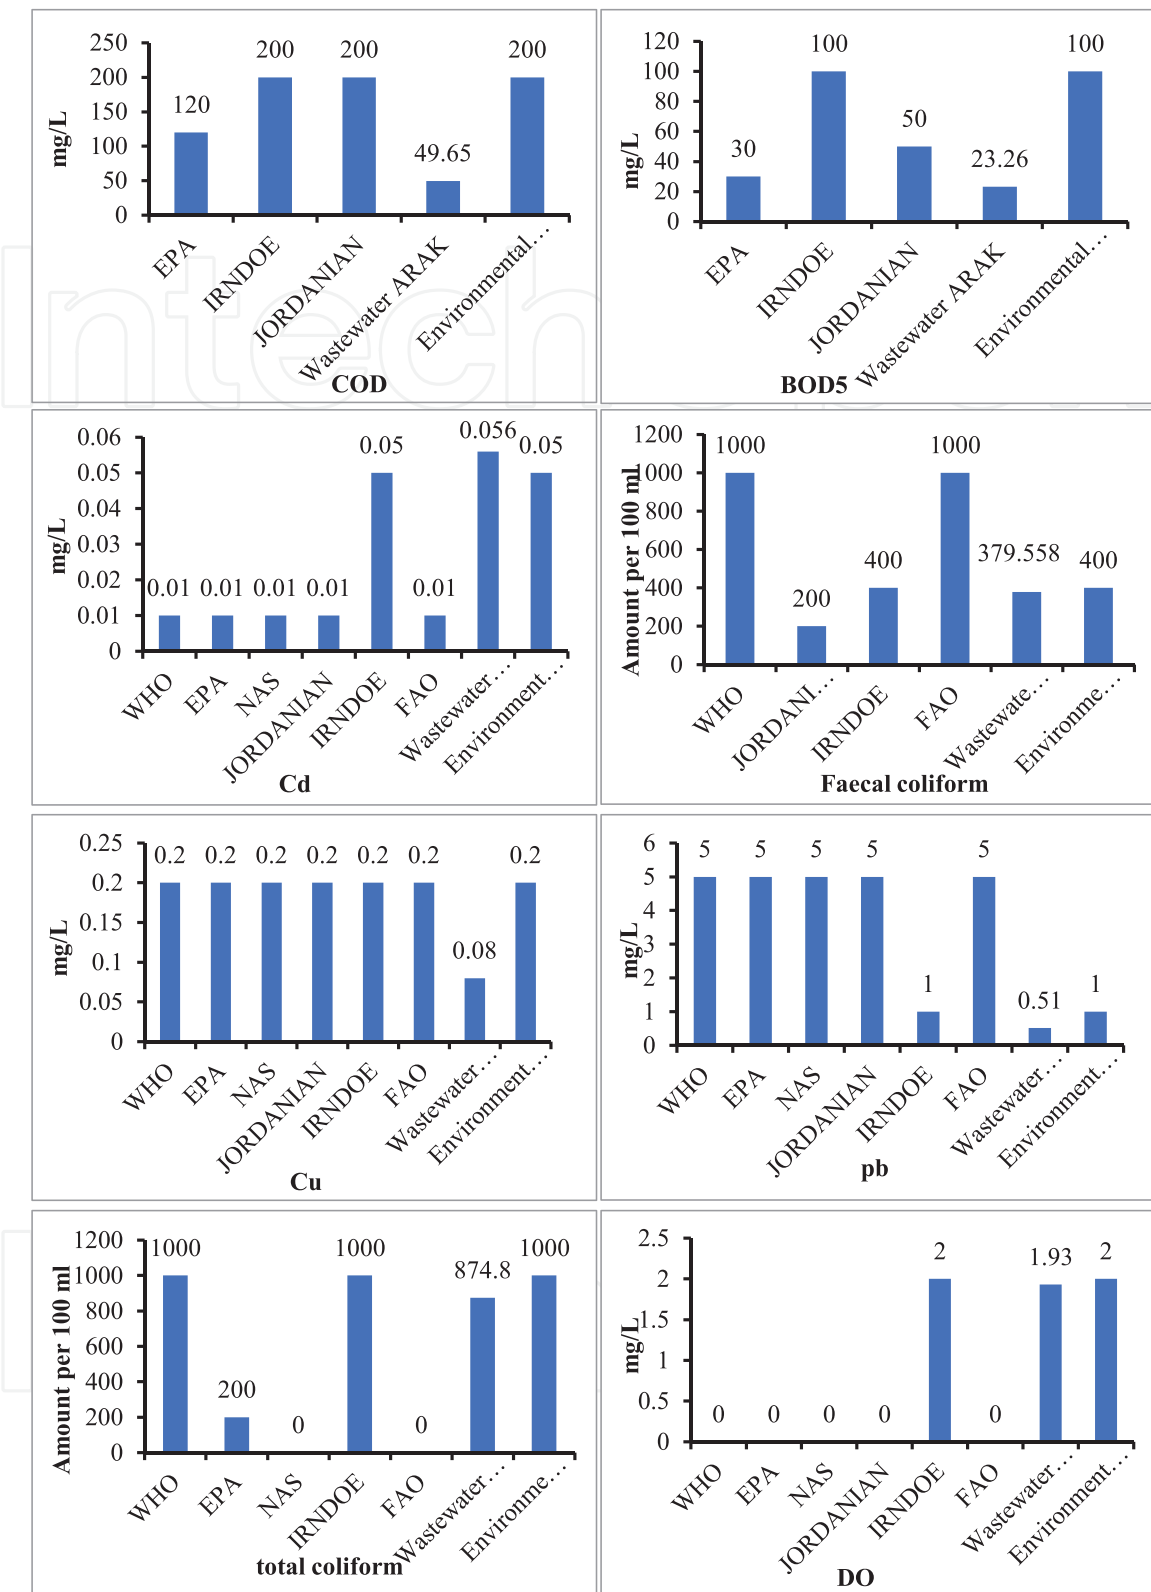 250
200
150
100
50
0
mg/L
120
200
200
49.65
200
EPA
IRNDOE
JORDANIAN
Wastewater ARAK
Environmental…
COD
120
100
80
60
40
20
0
mg/L
30
100
50
23.26
100
EPA
IRNDOE
JORDANIAN
Wastewater ARAK
Environmental…
BOD5
0.06
0.05
0.04
0.03
0.02
0.01
0
mg/L
0.01
0.01
0.01
0.01
0.05
0.01
0.056
0.05
WHO
EPA
NAS
JORDANIAN
IRNDOE
FAO
Wastewater…
Environment…
Cd
1200
1000
800
600
400
200
0
Amount per 100 ml
1000
200
400
1000
379.558
400
WHO
JORDANI…
IRNDOE
FAO
Wastewate…
Environme…
Faecal coliform
0.25
0.2
0.15
0.1
0.05
0
mg/L
0.2
0.2
0.2
0.2
0.2
0.2
0.08
0.2
WHO
EPA
NAS
JORDANIAN
IRNDOE
FAO
Wastewater…
Environment…
Cu
6
5
4
3
2
1
0
mg/L
5
5
5
5
1
5
0.51
1
WHO
EPA
NAS
JORDANIAN
IRNDOE
FAO
Wastewater…
Environment…
pb
1200
1000
800
600
400
200
0
Amount per 100 ml
1000
200
0
1000
0
874.8
1000
WHO
EPA
NAS
IRNDOE
FAO
Wastewater…
Environme…
total coliform
2.5
2
1.5
1
0.5
0
mg/L
0
0
0
0
2
0
1.93
2
WHO
EPA
NAS
JORDANIAN
IRNDOE
FAO
Wastewater…
Environment…
DO